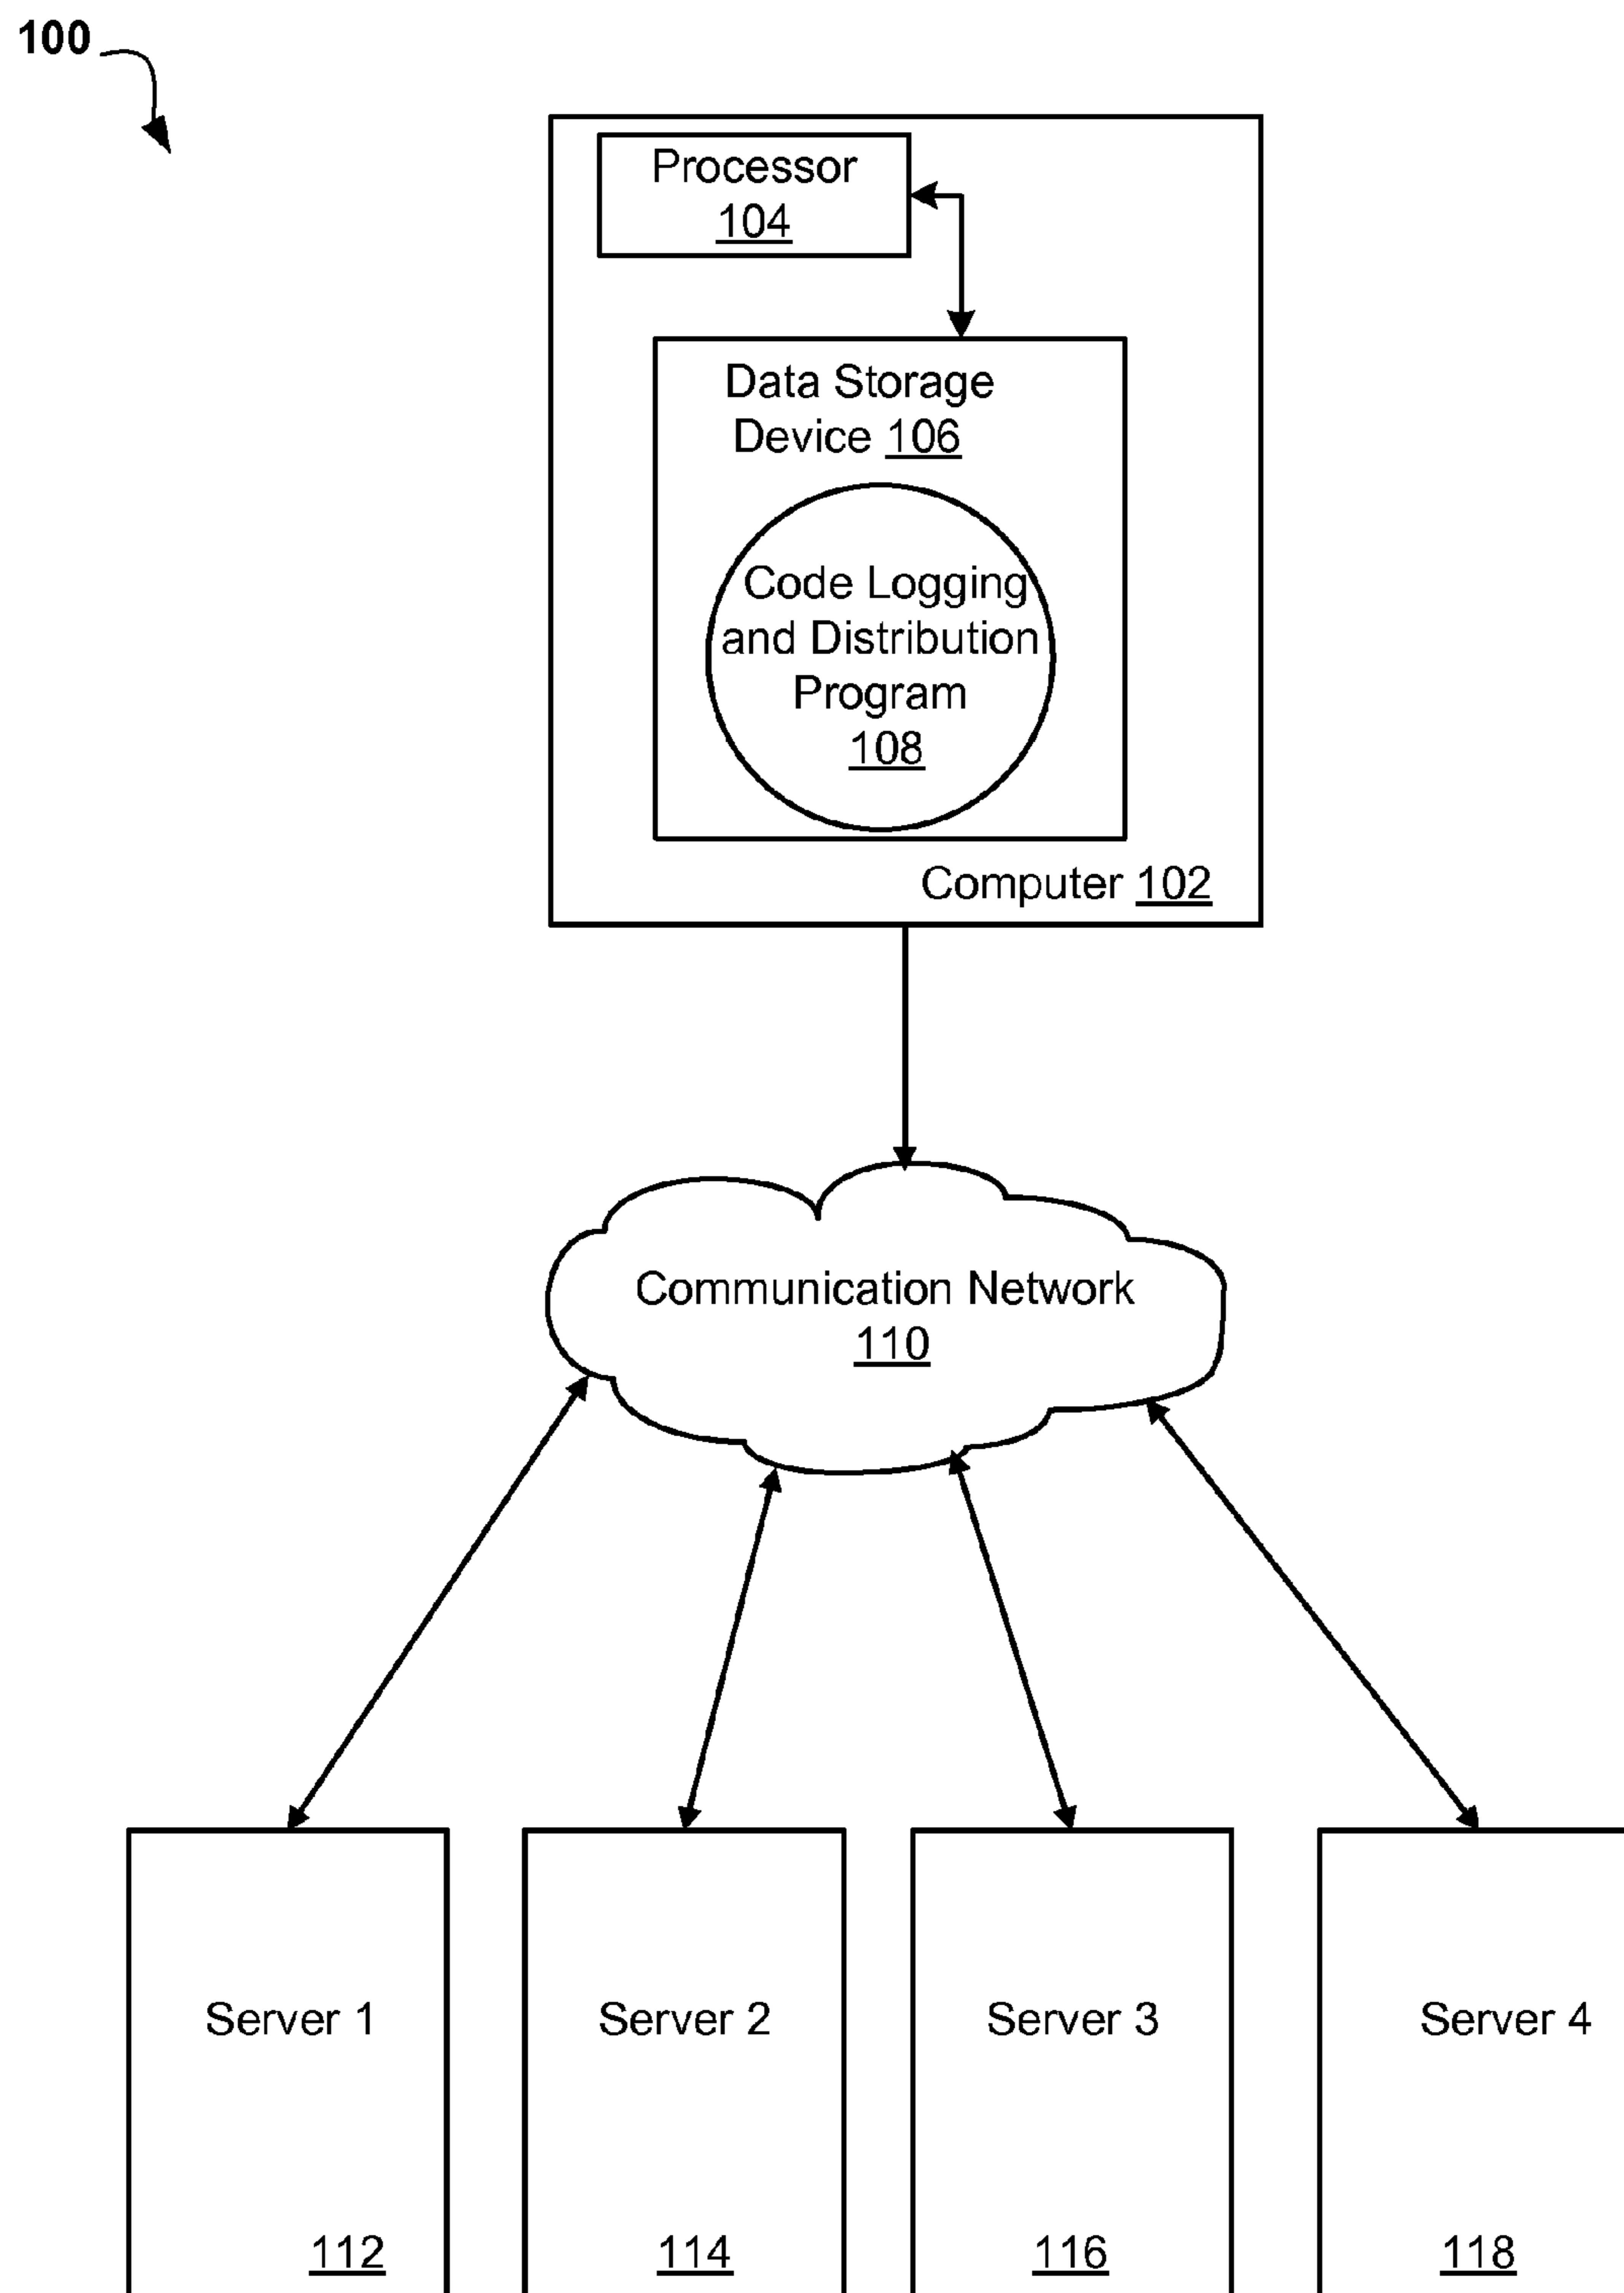 100
Processor
104
Data Storage
Device 106
Code Logging
and Distribution
Program
108
Computer 102
Communication Network
110
Server 1
Server 2
Server 3
Server 4
112
114
116
118